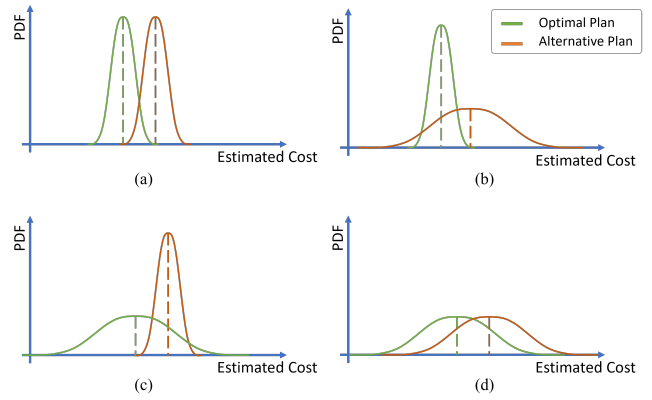 PDF
Estimated Cost
(a)
PDF
Optimal Plan
Alternative Plan
Estimated Cost
(b)
PDF
Estimated Cost
(c)
PDF
Estimated Cost
(d)